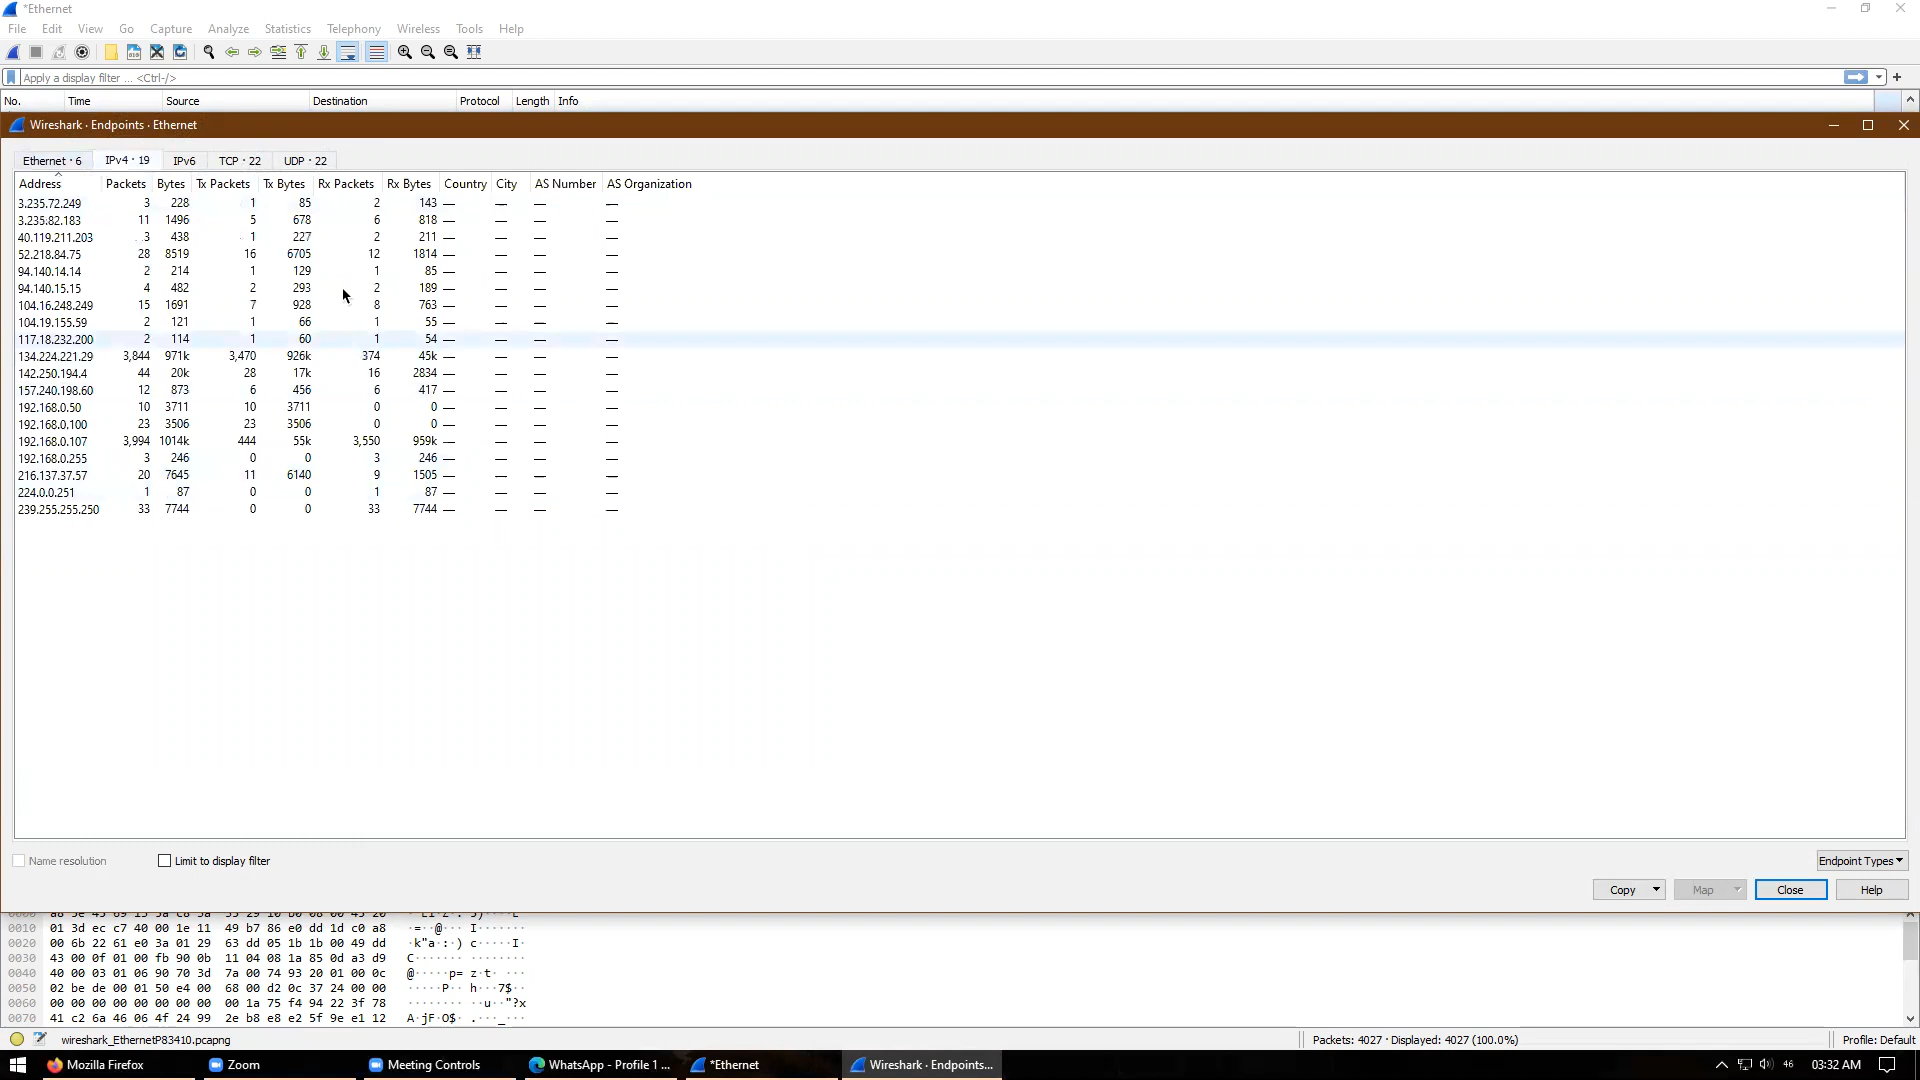 *Ethernet
File Edit View Go Capture Analyze Statistics Telephony Wireless Tools Help
Apply a display filter ... <Ctrl-/>
No. Time Source Destination Protocol Length Info
Wireshark · Endpoints · Ethernet
Ethernet · 6 IPv4 · 19 IPv6 TCP · 22 UDP · 22
Address Packets Bytes Tx Packets Tx Bytes Rx Packets Rx Bytes Country City AS Number AS Organization
3.235.72.249 3 228 1 85 2 143 — — — —
3.235.82.183 11 1496 5 678 6 818 — — — —
40.119.211.203 3 438 1 227 2 211 — — — —
52.218.84.75 28 8519 16 6705 12 1814 — — — —
94.140.14.14 2 214 1 129 1 85 — — — —
94.140.15.15 4 482 2 293 2 189 — — — —
104.16.248.249 15 1691 7 928 8 763 — — — —
104.19.155.59 2 121 1 66 1 55 — — — —
117.18.232.200 2 114 1 60 1 54 — — — —
134.224.221.29 3,844 971k 3,470 926k 374 45k — — — —
142.250.194.4 44 20k 28 17k 16 2834 — — — —
157.240.198.60 12 873 6 456 6 417 — — — —
192.168.0.50 10 3711 10 3711 0 0 — — — —
192.168.0.100 23 3506 23 3506 0 0 — — — —
192.168.0.107 3,994 1014k 444 55k 3,550 959k — — — —
192.168.0.255 3 246 0 0 3 246 — — — —
216.137.37.57 20 7645 11 6140 9 1505 — — — —
224.0.0.251 1 87 0 0 1 87 — — — —
239.255.255.250 33 7744 0 0 33 7744 — — — —
Name resolution Limit to display filter Endpoint Types
Copy Map Close Help
0010 01 3d ec c7 40 00 1e 11 49 b7 86 e0 dd 1d c0 a8
0020 00 6b 22 61 e0 3a 01 29 63 dd 05 1b 1b 00 49 dd
0030 43 00 0f 01 00 fb 90 0b 11 04 08 1a 85 0d a3 d9
0040 40 00 03 01 06 90 70 3d 7a 00 74 93 20 01 00 0c
0050 02 be de 00 01 50 e4 00 68 00 d2 0c 37 24 00 00
0060 00 00 00 00 00 00 00 00 00 1a 75 f4 94 22 3f 78
0070 41 c2 6a 46 06 4f 24 99 2e b8 e8 e2 5f 9e e1 12
wireshark_EthernetP83410.pcapng Packets: 4027 · Displayed: 4027 (100.0%) Profile: Default
Mozilla Firefox Zoom Meeting Controls WhatsApp - Profile 1 ... *Ethernet Wireshark · Endpoints... 46 03:32 AM